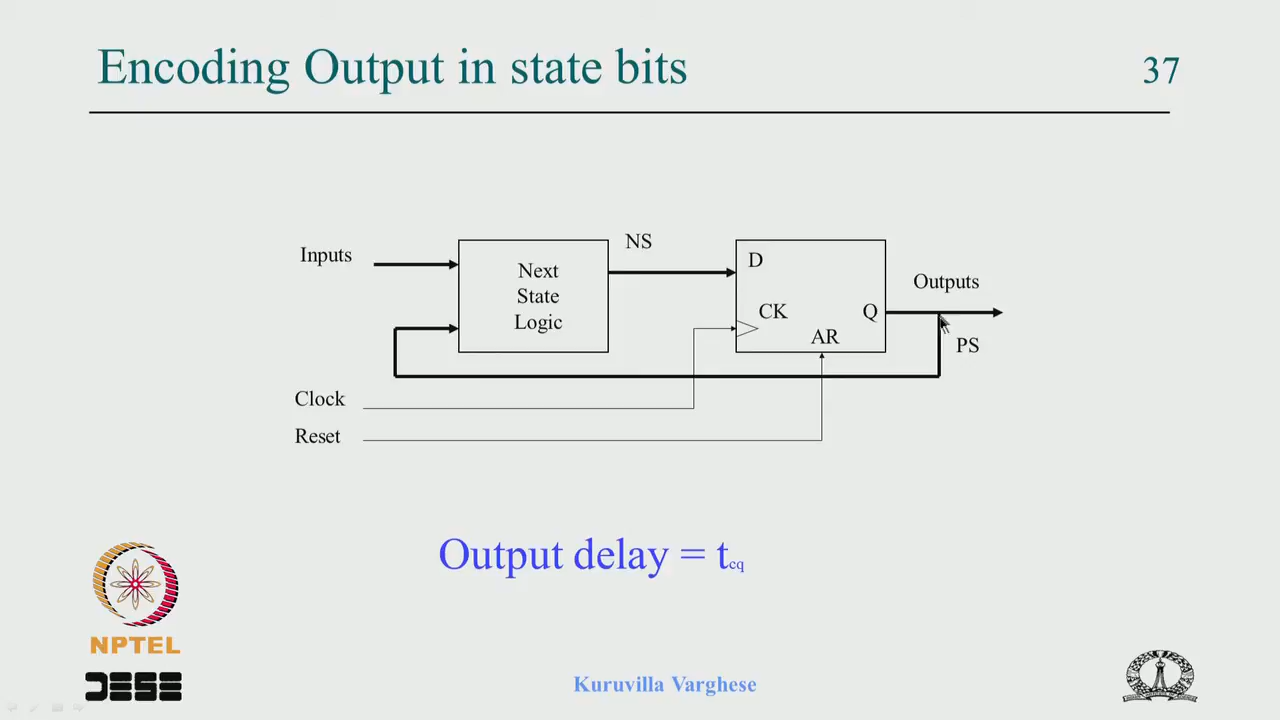 Encoding Output in state bits
37
Inputs
Next
State
Logic
NS
D
CK
Q
AR
Outputs
PS
Clock
Reset
Output delay = tcq
NPTEL
DESE
Kuruvilla Varghese